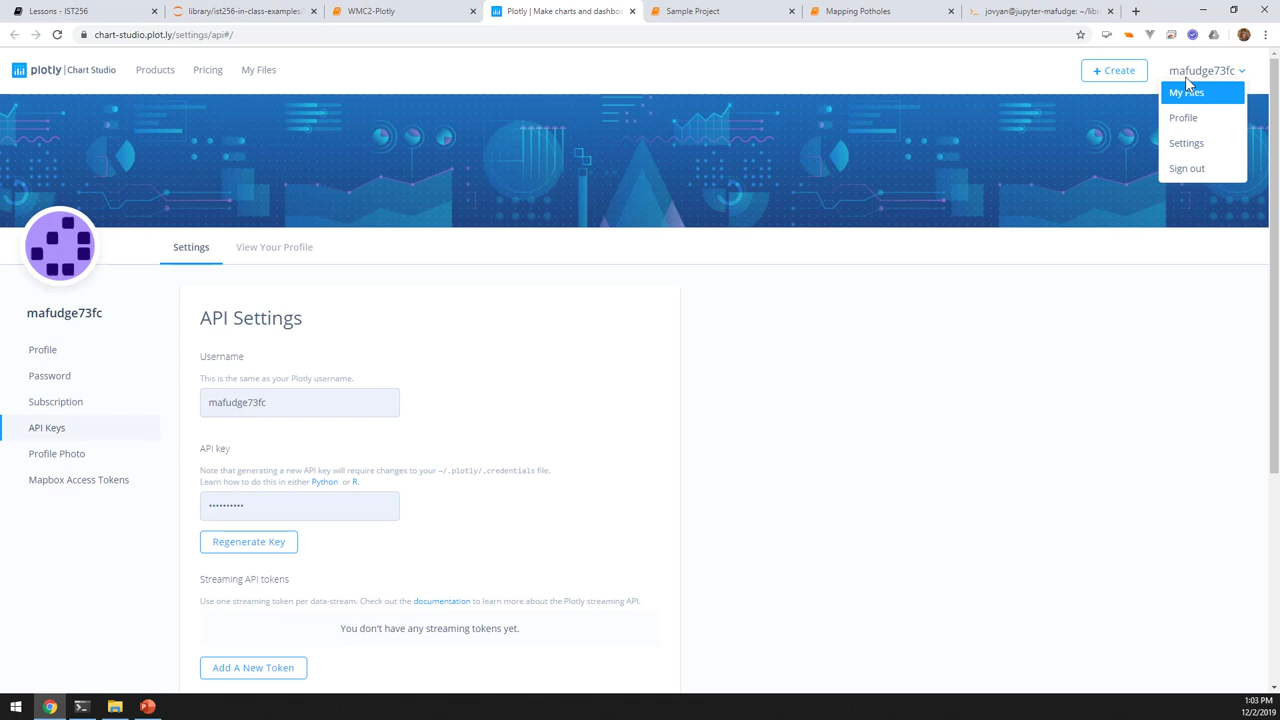 Lessons - IST256
library/ist256-in-class-examples/
WMC2-Plotly
Plotly | Make charts and dashbo
Sample Project
Mapping Potholes
jovyan@jupyter-mafudge: ~/libr
chart-studio.plot.ly/settings/api#/
plotly | Chart Studio
Products
Pricing
My Files
+ Create
mafudge73fc
My Files
Profile
Settings
Sign out
Settings
View Your Profile
mafudge73fc
Profile
Password
Subscription
API Keys
Profile Photo
Mapbox Access Tokens
API Settings
Username
This is the same as your Plotly username.
mafudge73fc
API key
Note that generating a new API key will require changes to your ~/.plotly/.credentials file.
Learn how to do this in either Python or R.
••••••••••
Regenerate Key
Streaming API tokens
Use one streaming token per data-stream. Check out the documentation to learn more about the Plotly streaming API.
You don't have any streaming tokens yet.
Add A New Token
1:03 PM
12/2/2019